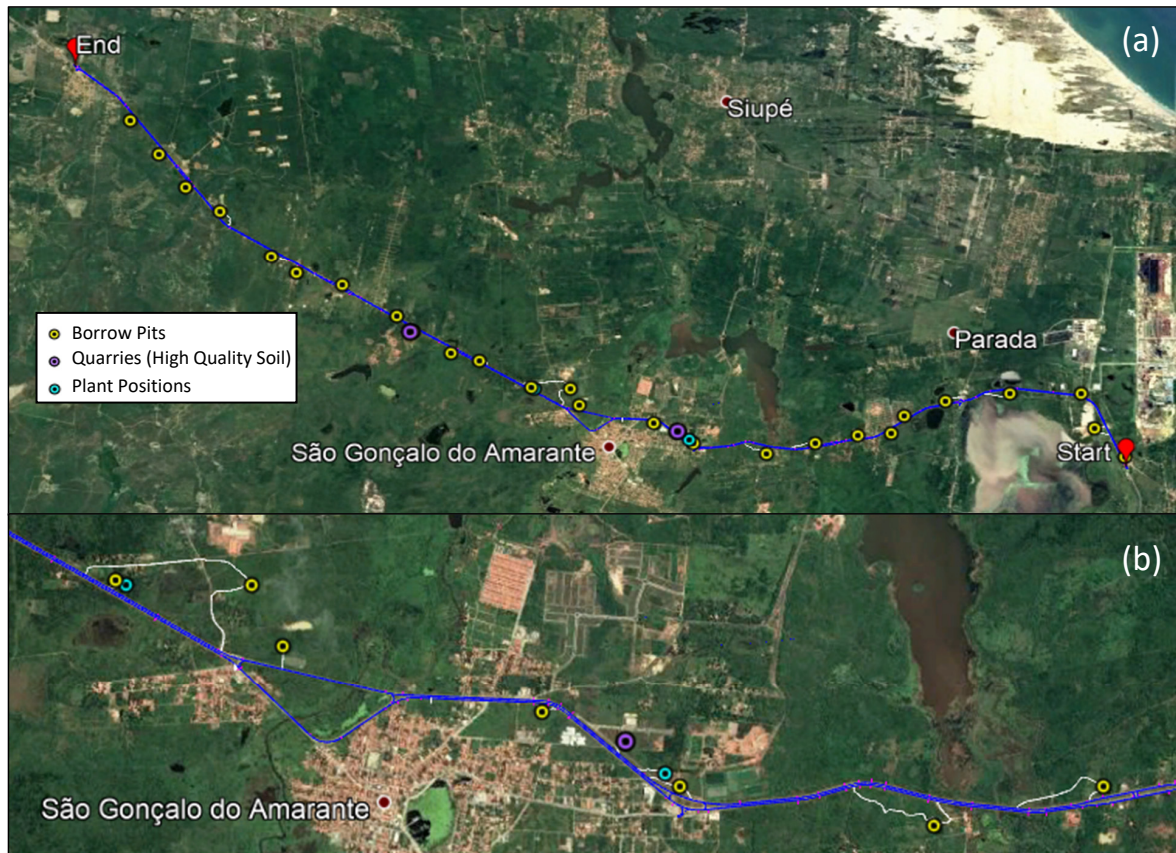 (a)
End
Siupé
Parada
Borrow Pits
Quarries (High Quality Soil)
Plant Positions
São Gonçalo do Amarante
Start
(b)
São Gonçalo do Amarante